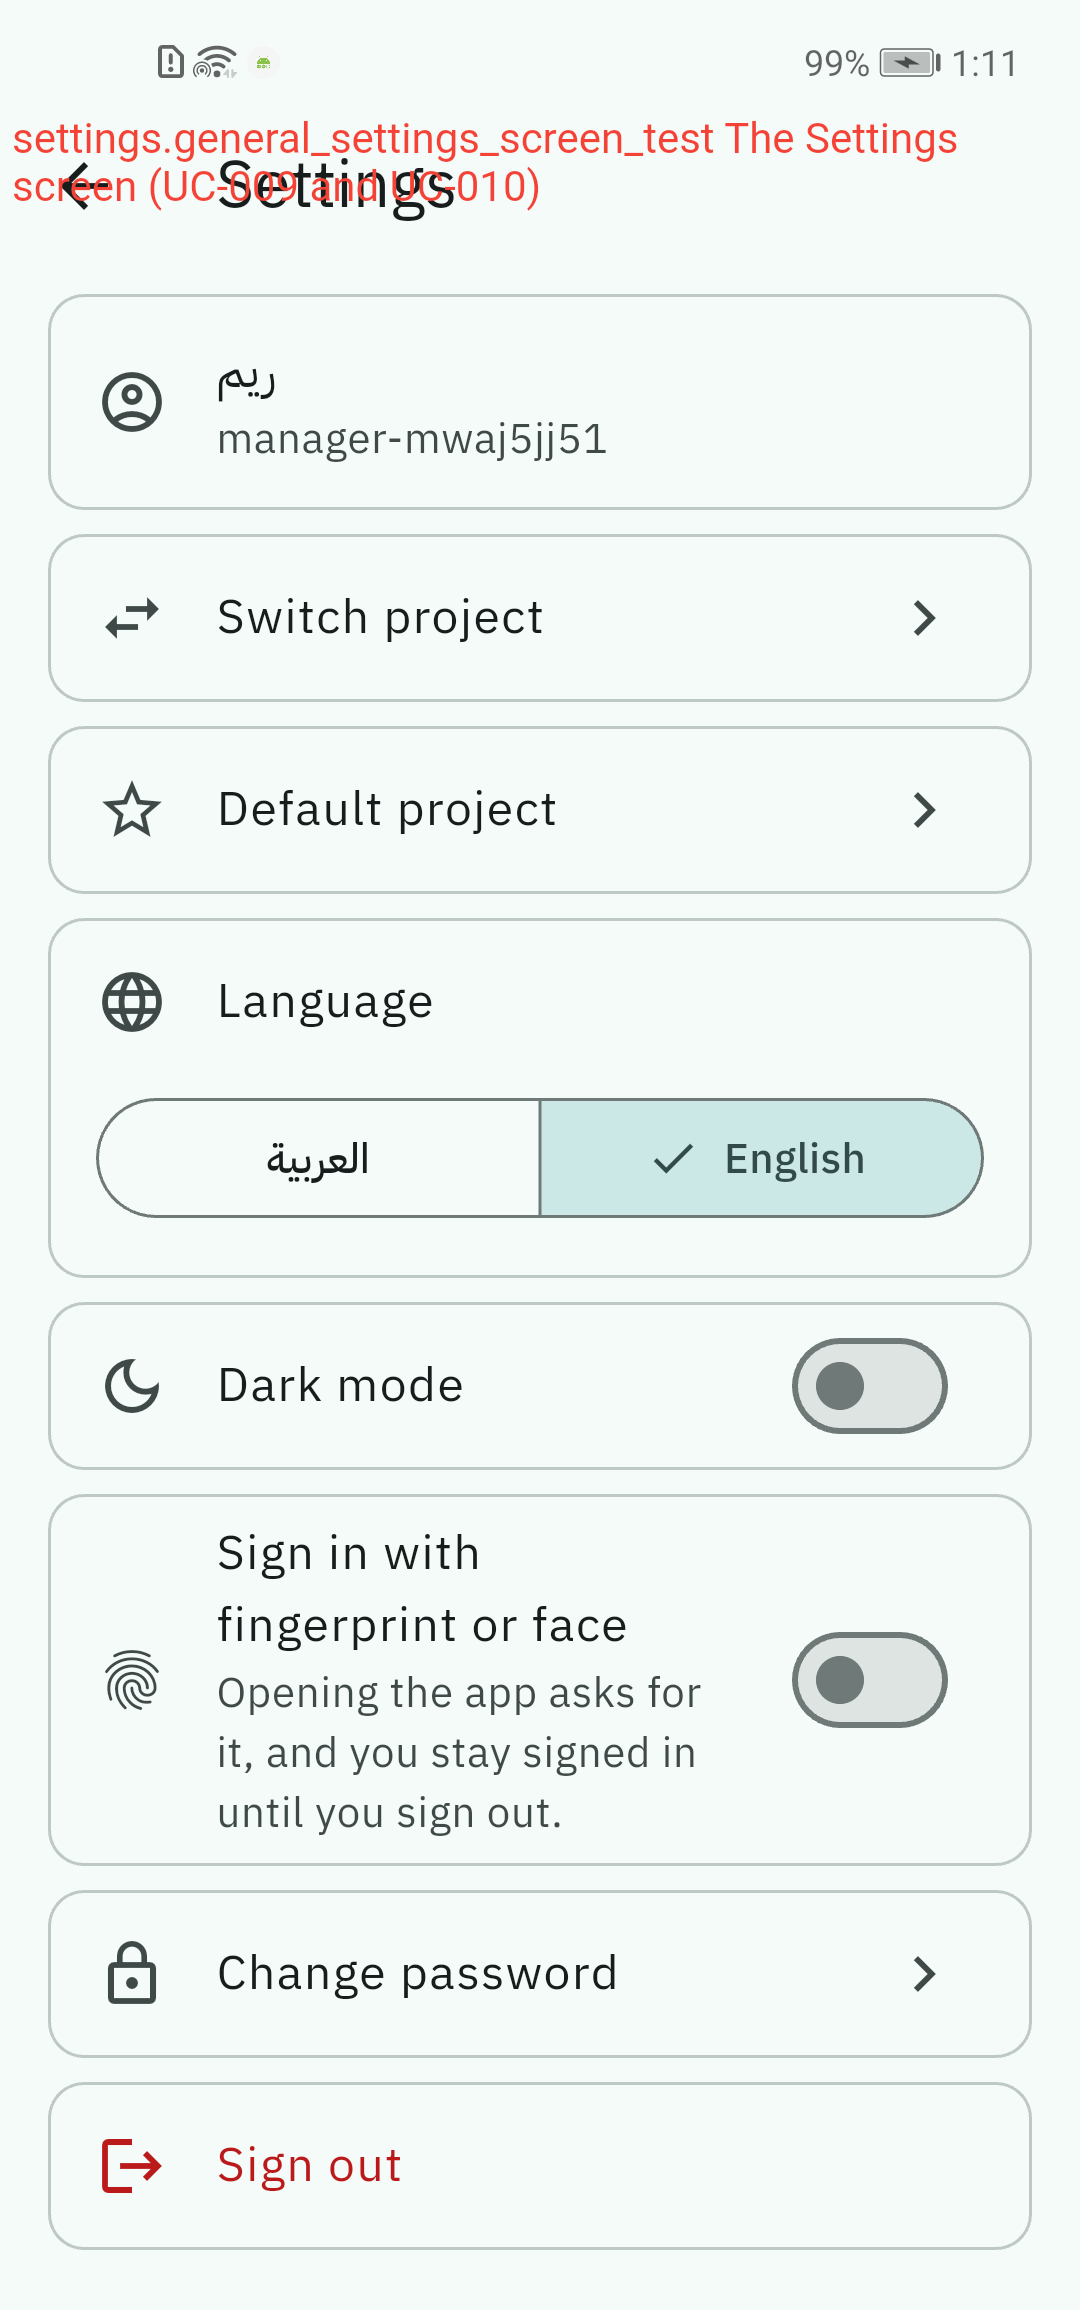 99% 1:11
settings.general_settings_screen_test The Settings
screen (UC-009 and UC-010)
Settings
ريم
manager-mwaj5jj51
Switch project
Default project
Language
العربية
English
Dark mode
Sign in with
fingerprint or face
Opening the app asks for
it, and you stay signed in
until you sign out.
Change password
Sign out